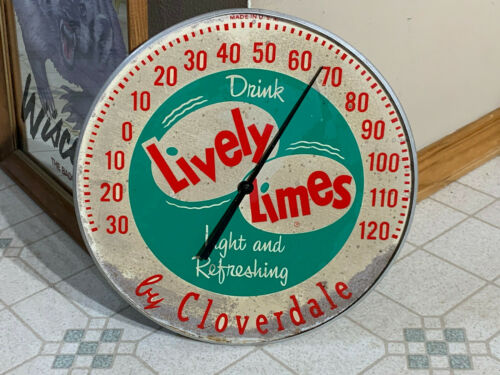 MADE IN U.S.A.
30 20 10 0 10 20 30 40 50 60 70 80 90 100 110 120
Drink
Lively
Limes
Light and
Refreshing
by Cloverdale
THE